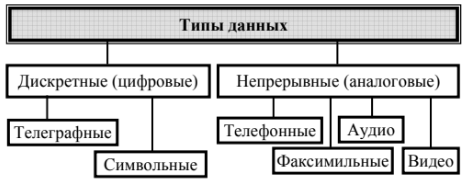 Типы данных
Дискретные (цифровые)
Непрерывные (аналоговые)
Телеграфные
Символьные
Телефонные
Аудио
Факсимильные
Видео